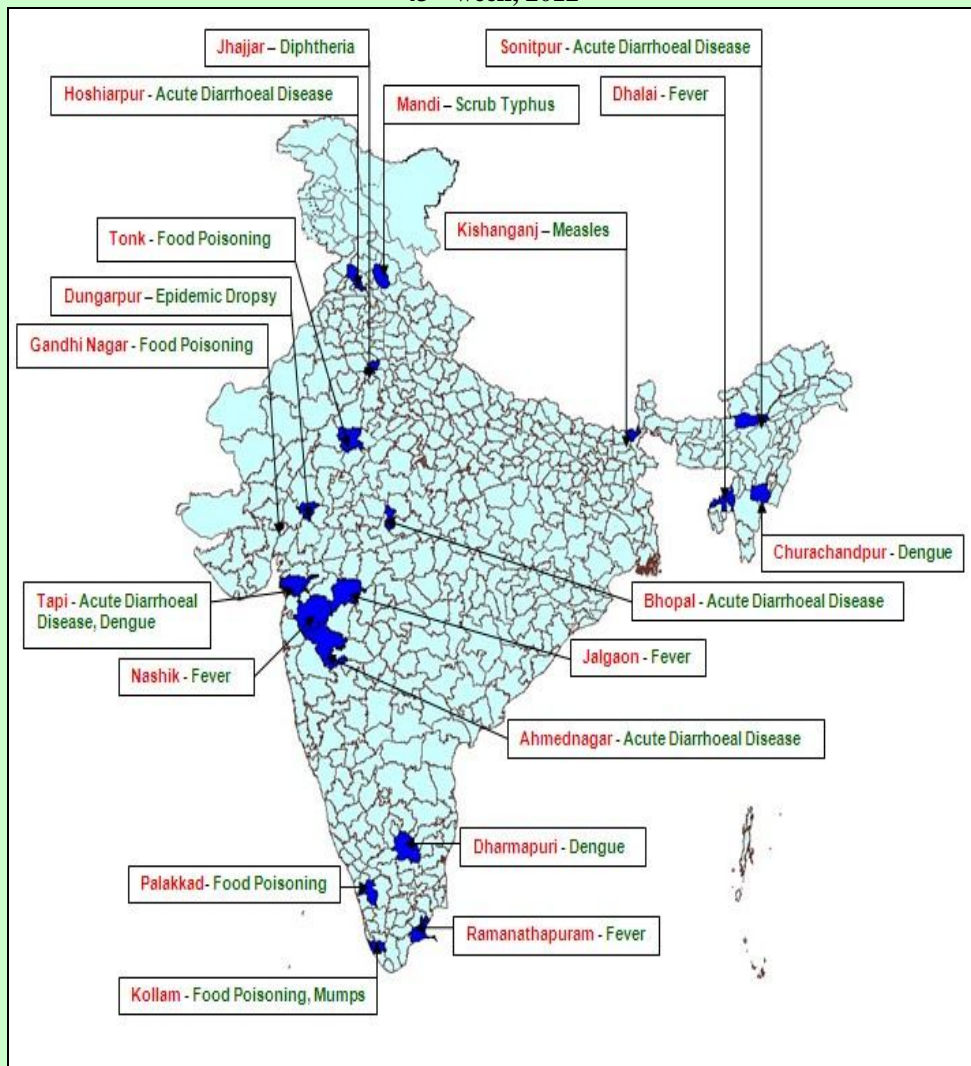 week, 2022
Jhajjar – Diphtheria
Sonitpur - Acute Diarrhoeal Disease
Hoshiarpur - Acute Diarrhoeal Disease
Mandi – Scrub Typhus
Dhalai - Fever
Tonk - Food Poisoning
Kishanganj – Measles
Dungarpur – Epidemic Dropsy
Gandhi Nagar - Food Poisoning
Churachandpur - Dengue
Tapi - Acute Diarrhoeal
Disease, Dengue
Bhopal - Acute Diarrhoeal Disease
Nashik - Fever
Jalgaon - Fever
Ahmednagar - Acute Diarrhoeal Disease
Dharmapuri - Dengue
Palakkad- Food Poisoning
Ramanathapuram - Fever
Kollam - Food Poisoning, Mumps